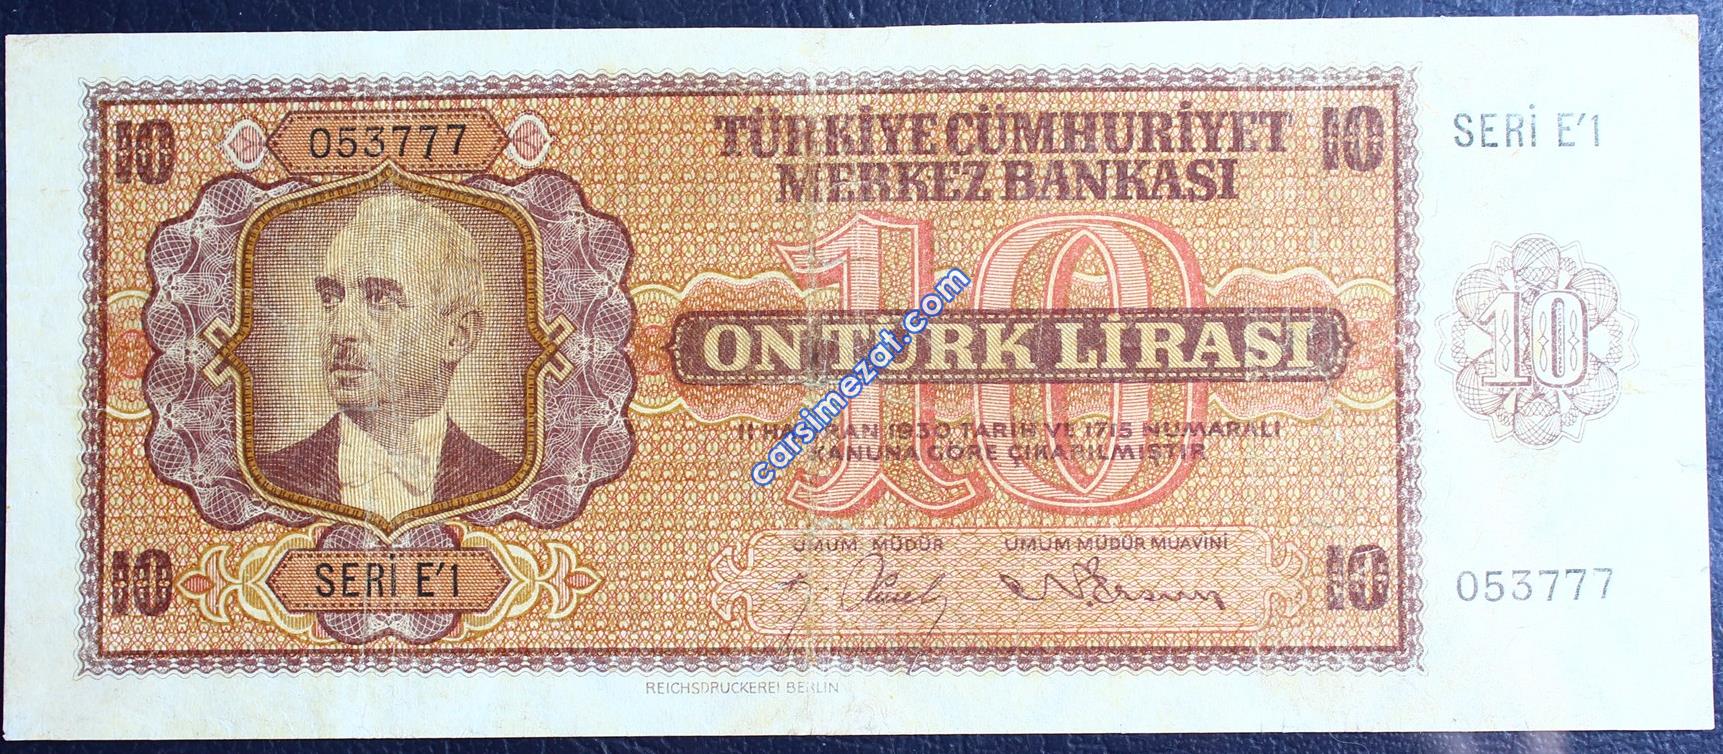 10
053777
TÜRKİYE CÜMHURİYET
MERKEZ BANKASI
10
SERİ E'1
10
ON TÜRK LİRASI
10
11 HAZİRAN 1930 TARİH VE 1715 NUMARALI
KANUNA GÖRE ÇIKARILMIŞTIR
carsimezat.com
UMUM MÜDÜR
UMUM MÜDÜR MUAVİNİ
10
SERİ E'1
10
053777
REICHSDRUCKEREI BERLIN